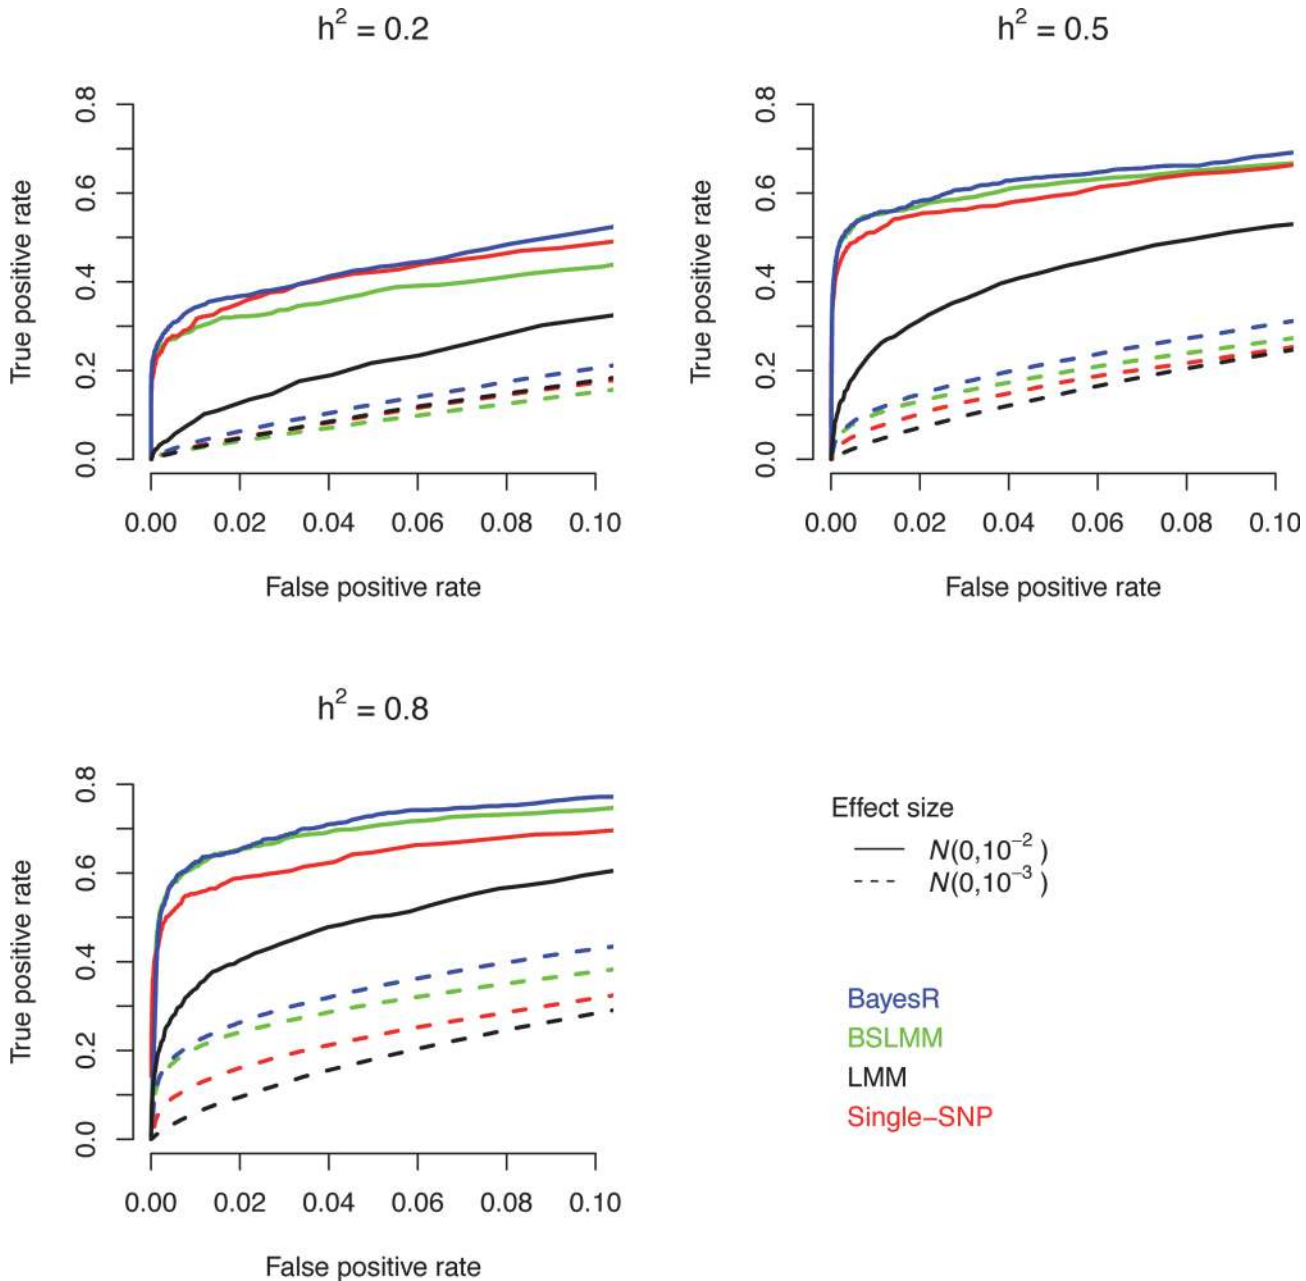 h² = 0.2
True positive rate
0.8
0.6
0.4
0.2
0.0
0.00 0.02 0.04 0.06 0.08 0.10
False positive rate
h² = 0.5
True positive rate
0.8
0.6
0.4
0.2
0.0
0.00 0.02 0.04 0.06 0.08 0.10
False positive rate
h² = 0.8
True positive rate
0.8
0.6
0.4
0.2
0.0
0.00 0.02 0.04 0.06 0.08 0.10
False positive rate
Effect size
N(0,10⁻² )
N(0,10⁻³ )
BayesR
BSLMM
LMM
Single−SNP